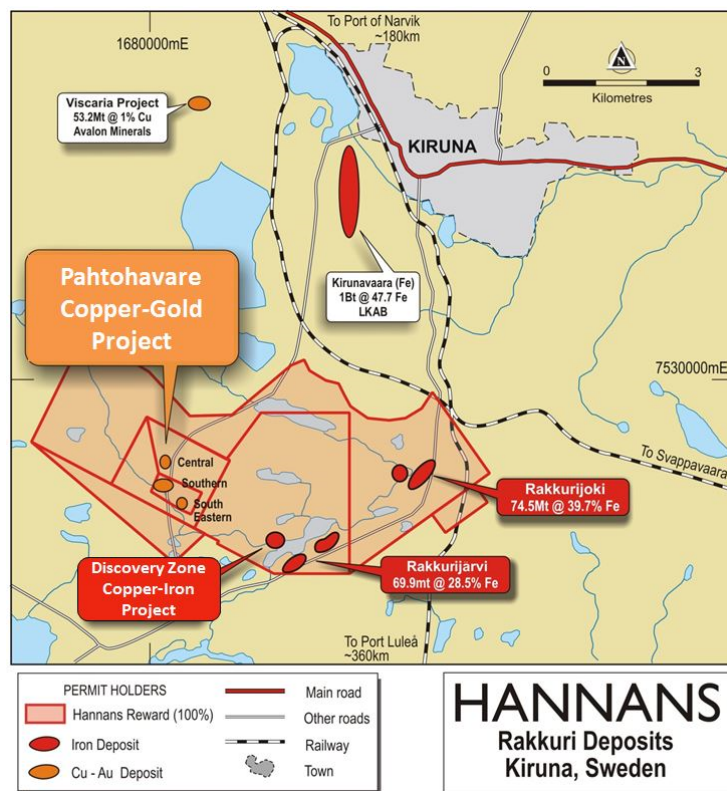 To Port of Narvik
~180km
1680000mE
N
0 3
Kilometres
Viscaria Project
53.2Mt @ 1% Cu
Avalon Minerals
KIRUNA
Kirunavaara (Fe)
1Bt @ 47.7 Fe
LKAB
Pahtohavare
Copper-Gold
Project
7530000mE
To Svappavaara
Central
Southern
South
Eastern
Rakkurijoki
74.5Mt @ 39.7% Fe
Discovery Zone
Copper-Iron
Project
Rakkurijärvi
69.9mt @ 28.5% Fe
To Port Luleå
~360km
PERMIT HOLDERS
Hannans Reward (100%)
Iron Deposit
Cu - Au Deposit
Main road
Other roads
Railway
Town
HANNANS
Rakkuri Deposits
Kiruna, Sweden